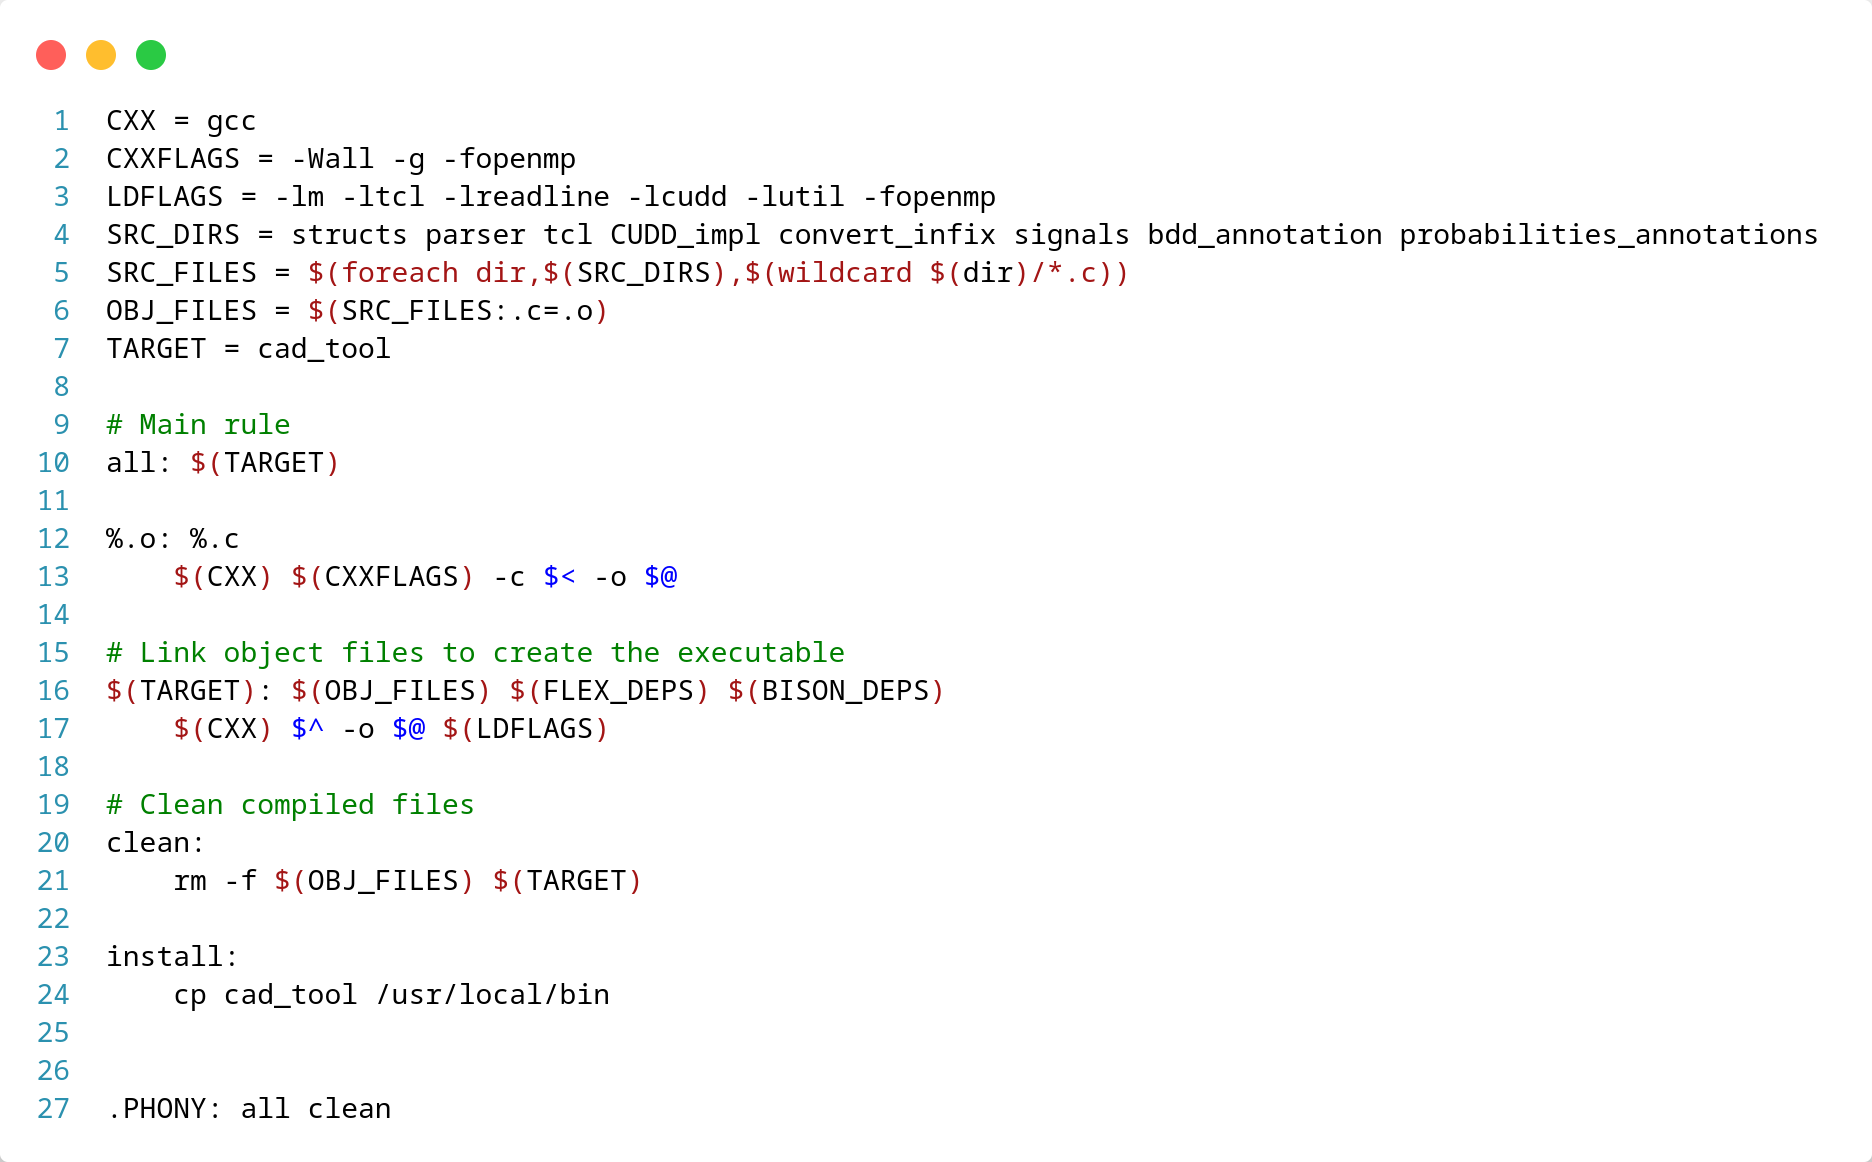 1 CXX = gcc
2 CXXFLAGS = -Wall -g -fopenmp
3 LDFLAGS = -lm -ltcl -lreadline -lcudd -lutil -fopenmp
4 SRC_DIRS = structs parser tcl CUDD_impl convert_infix signals bdd_annotation probabilities_annotations
5 SRC_FILES = $(foreach dir,$(SRC_DIRS),$(wildcard $(dir)/*.c))
6 OBJ_FILES = $(SRC_FILES:.c=.o)
7 TARGET = cad_tool
8
9 # Main rule
10 all: $(TARGET)
11
12 %.o: %.c
13     $(CXX) $(CXXFLAGS) -c $< -o $@
14
15 # Link object files to create the executable
16 $(TARGET): $(OBJ_FILES) $(FLEX_DEPS) $(BISON_DEPS)
17     $(CXX) $^ -o $@ $(LDFLAGS)
18
19 # Clean compiled files
20 clean:
21     rm -f $(OBJ_FILES) $(TARGET)
22
23 install:
24     cp cad_tool /usr/local/bin
25
26
27 .PHONY: all clean